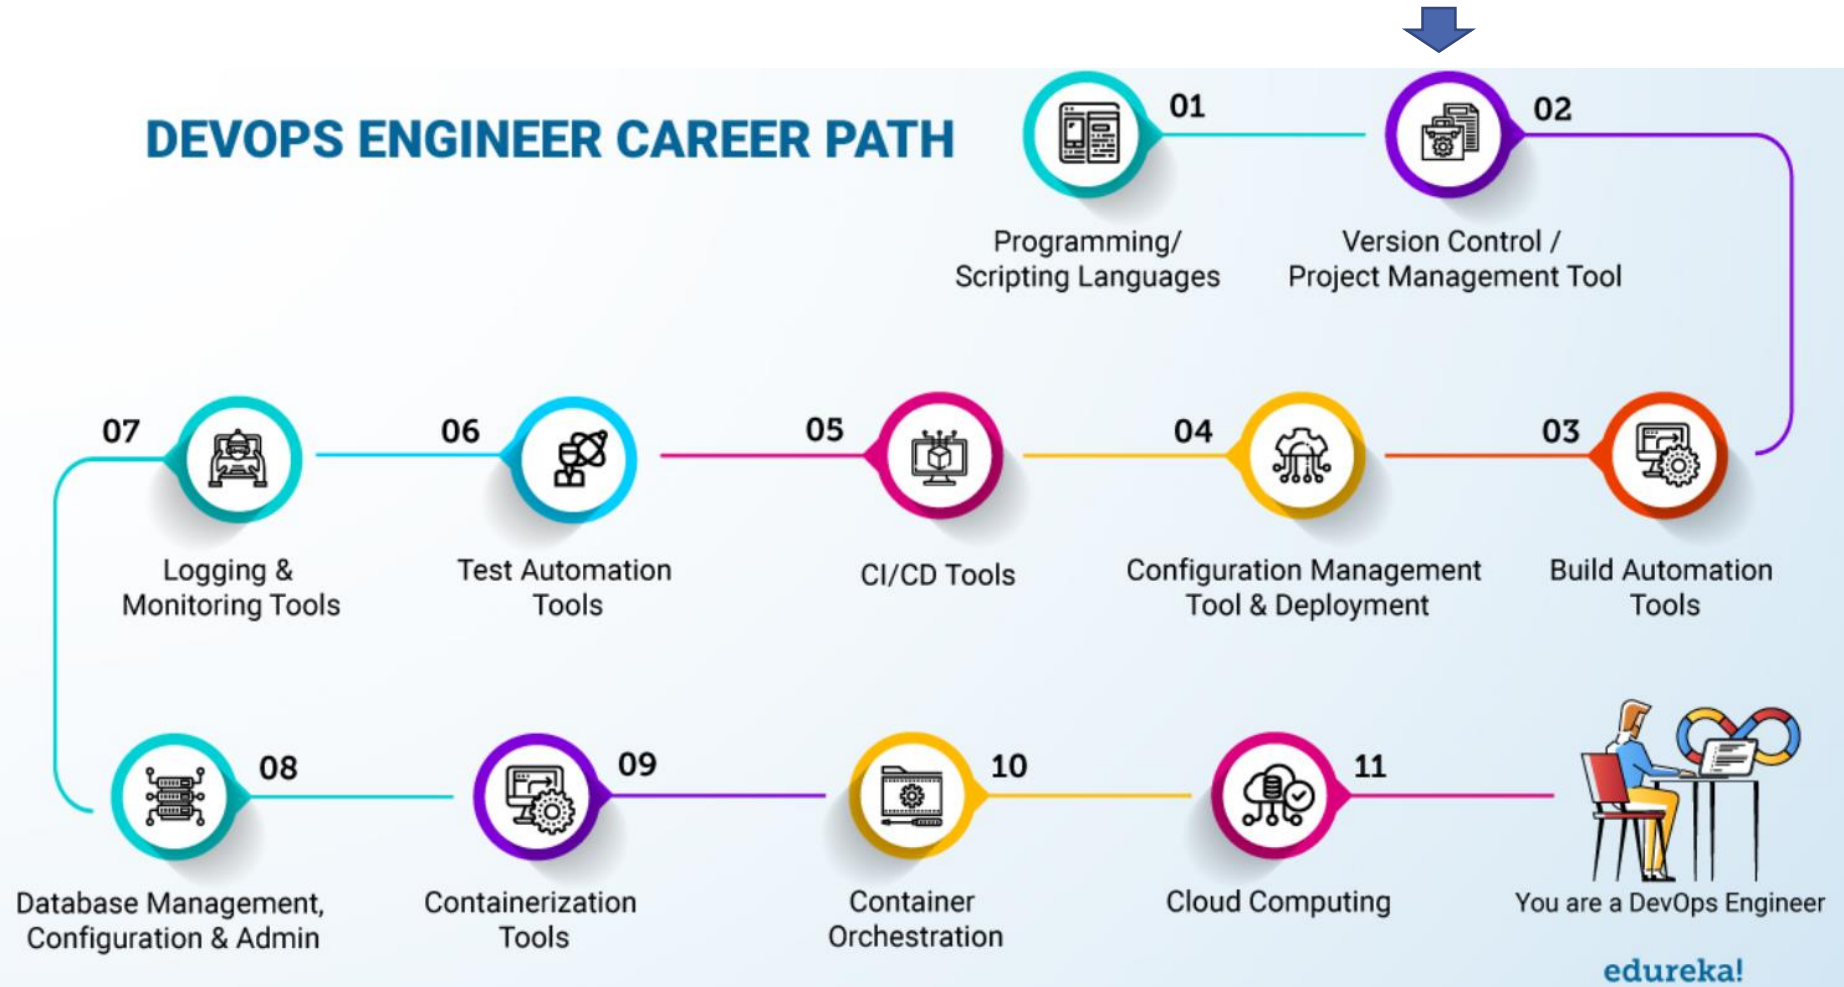 DEVOPS ENGINEER CAREER PATH
01
Programming/
Scripting Languages
02
Version Control /
Project Management Tool
03
Build Automation
Tools
04
Configuration Management
Tool & Deployment
05
CI/CD Tools
06
Test Automation
Tools
07
Logging &
Monitoring Tools
08
Database Management,
Configuration & Admin
09
Containerization
Tools
10
Container
Orchestration
11
Cloud Computing
You are a DevOps Engineer
edureka!